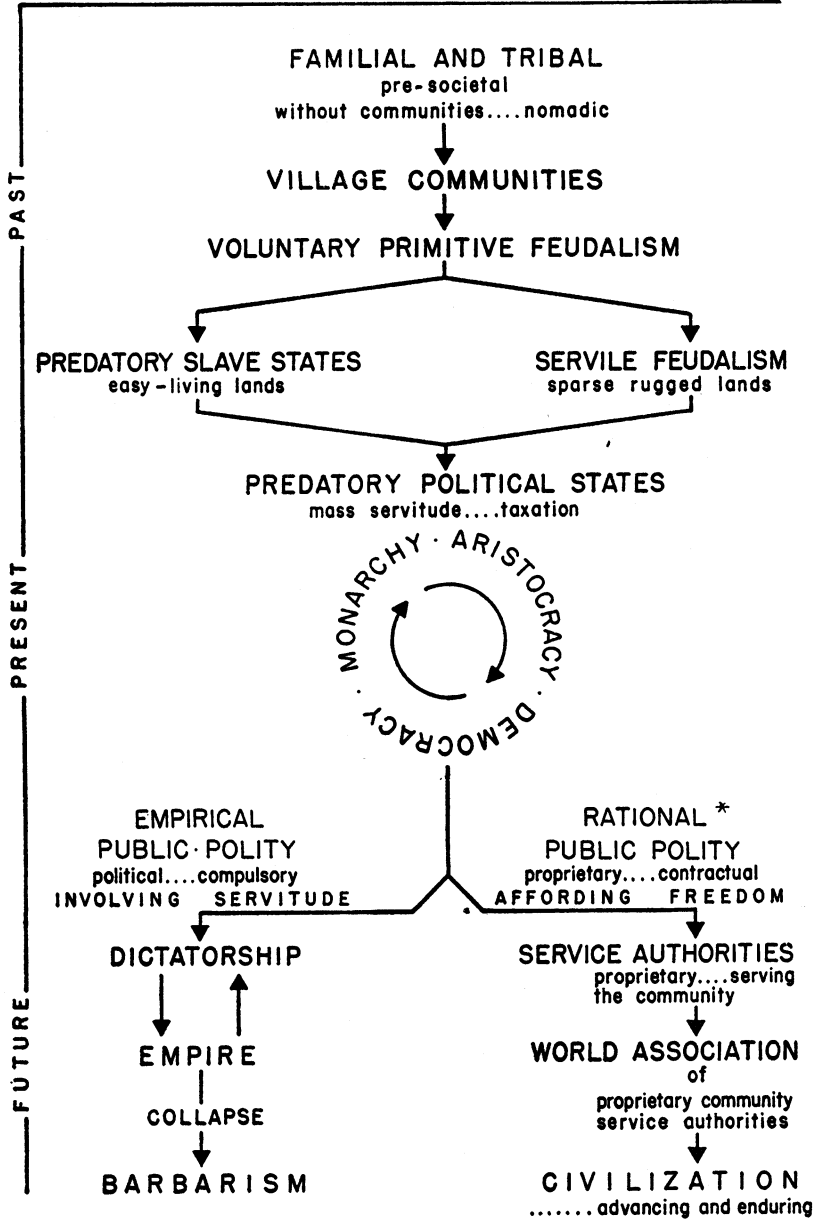 FAMILIAL AND TRIBAL
pre-societal
without communities....nomadic
VILLAGE COMMUNITIES
VOLUNTARY PRIMITIVE FEUDALISM
PREDATORY SLAVE STATES
easy-living lands
SERVILE FEUDALISM
sparse rugged lands
PREDATORY POLITICAL STATES
mass servitude....taxation
MONARCHY · ARISTOCRACY · DEMOCRACY ·
EMPIRICAL
PUBLIC·POLITY
political....compulsory
INVOLVING SERVITUDE
RATIONAL *
PUBLIC POLITY
proprietary....contractual
AFFORDING FREEDOM
DICTATORSHIP
EMPIRE
COLLAPSE
BARBARISM
SERVICE AUTHORITIES
proprietary....serving
the community
WORLD ASSOCIATION
of
proprietary community
service authorities
CIVILIZATION
.......advancing and enduring
PAST
PRESENT
FUTURE